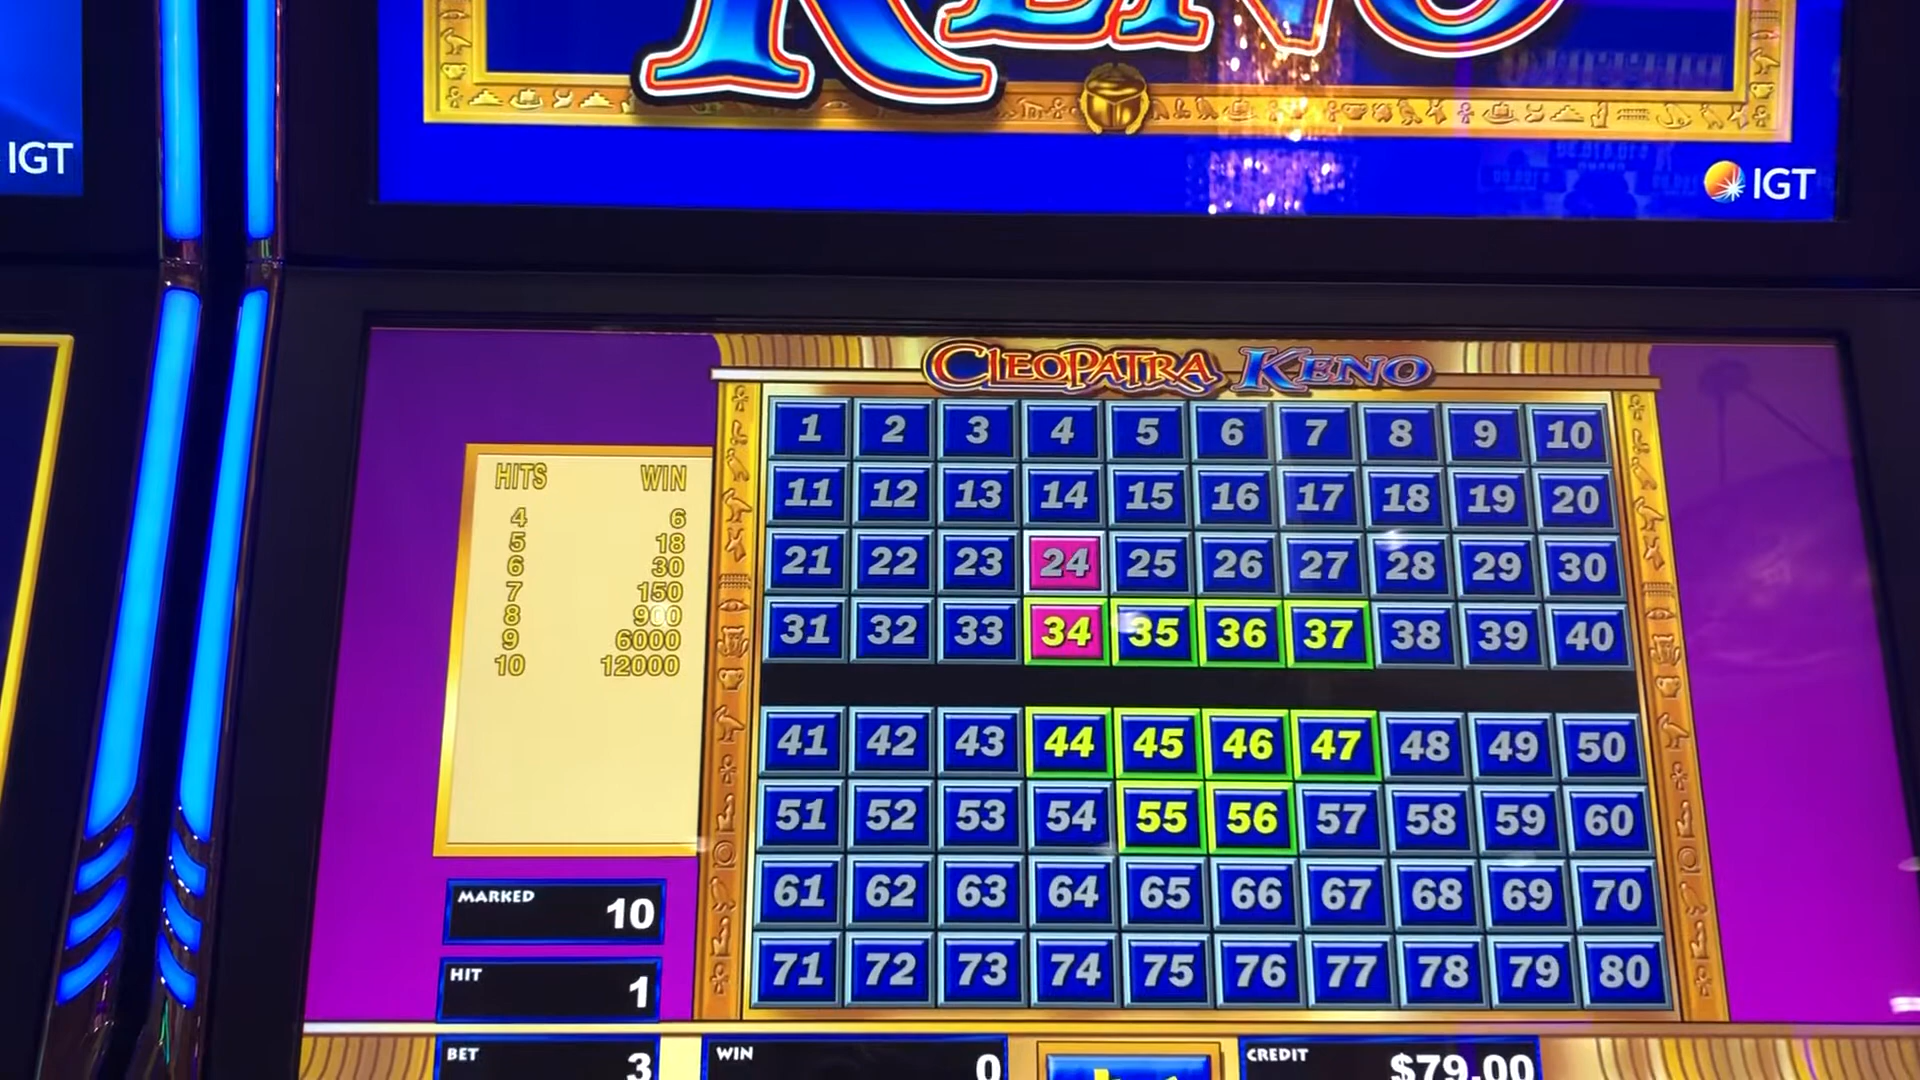 KENO
IGT
IGT
CLEOPATRA KENO
HITS WIN
4 6
5 18
6 30
7 150
8 900
9 6000
10 12000
1 2 3 4 5 6 7 8 9 10
11 12 13 14 15 16 17 18 19 20
21 22 23 24 25 26 27 28 29 30
31 32 33 34 35 36 37 38 39 40
41 42 43 44 45 46 47 48 49 50
51 52 53 54 55 56 57 58 59 60
61 62 63 64 65 66 67 68 69 70
71 72 73 74 75 76 77 78 79 80
MARKED 10
HIT 1
BET 3
WIN 0
CREDIT $79.00